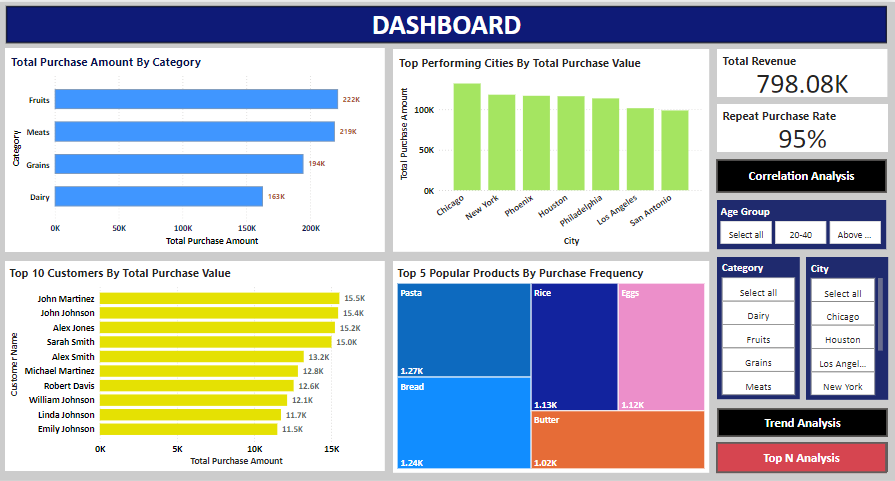 DASHBOARD
Total Purchase Amount By Category
Category
Fruits
222K
Meats
219K
Grains
194K
Dairy
163K
0K 50K 100K 150K 200K
Total Purchase Amount
Top Performing Cities By Total Purchase Value
Total Purchase Amount
100K
50K
0K
Chicago
New York
Phoenix
Houston
Philadelphia
Los Angeles
San Antonio
City
Total Revenue
798.08K
Repeat Purchase Rate
95%
Correlation Analysis
Age Group
Select all 20-40 Above ...
Top 10 Customers By Total Purchase Value
Customer Name
John Martinez 15.5K
John Johnson 15.4K
Alex Jones 15.2K
Sarah Smith 15.0K
Alex Smith 13.2K
Michael Martinez 12.8K
Robert Davis 12.6K
William Johnson 12.1K
Linda Johnson 11.7K
Emily Johnson 11.5K
0K 5K 10K 15K
Total Purchase Amount
Top 5 Popular Products By Purchase Frequency
Pasta
1.27K
Bread
1.24K
Rice
1.13K
Eggs
1.12K
Butter
1.02K
Category
Select all
Dairy
Fruits
Grains
Meats
City
Select all
Chicago
Houston
Los Angel...
New York
Trend Analysis
Top N Analysis